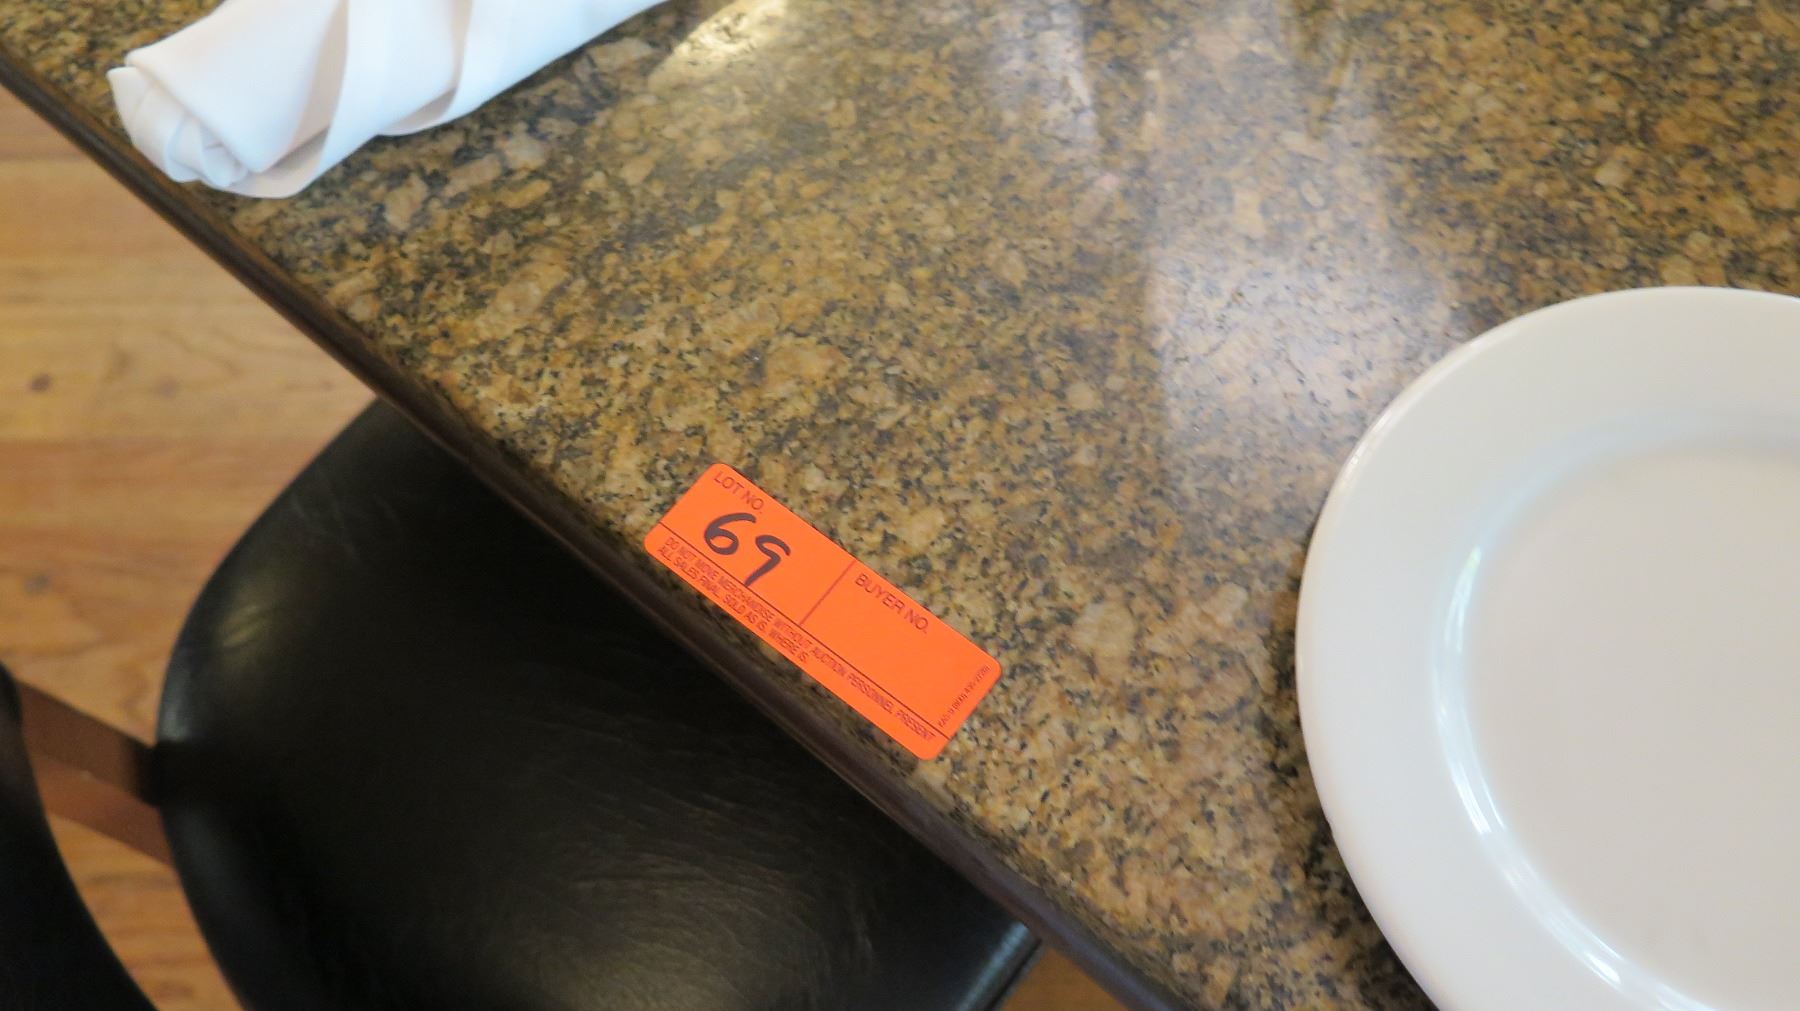 LOT NO.
69
BUYER NO.
DO NOT MOVE MERCHANDISE WITHOUT AUCTION PERSONNEL PRESENT
ALL SALES FINAL. SOLD AS IS. WHERE IS.